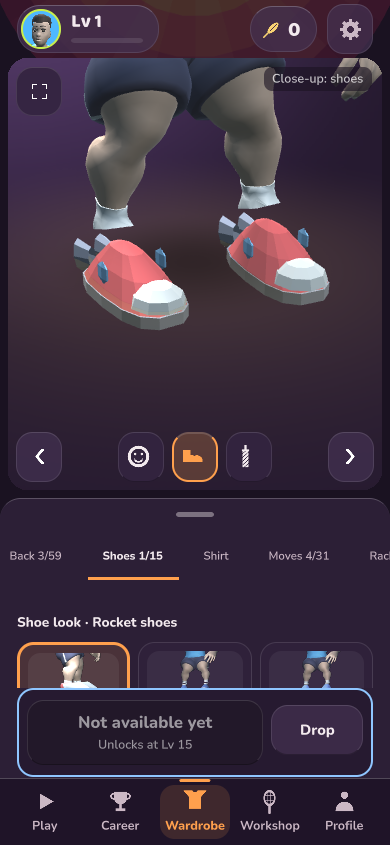 Lv 1
0
Close-up: shoes
Back 3/59
Shoes 1/15
Shirt
Moves 4/31
Shoe look · Rocket shoes
Not available yet
Unlocks at Lv 15
Drop
Play
Career
Wardrobe
Workshop
Profile